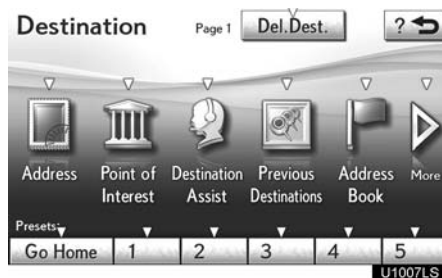 Destination Page 1 Del.Dest. ?
Address Point of Interest Destination Assist Previous Destinations Address Book More
Presets:
Go Home 1 2 3 4 5
U1007LS